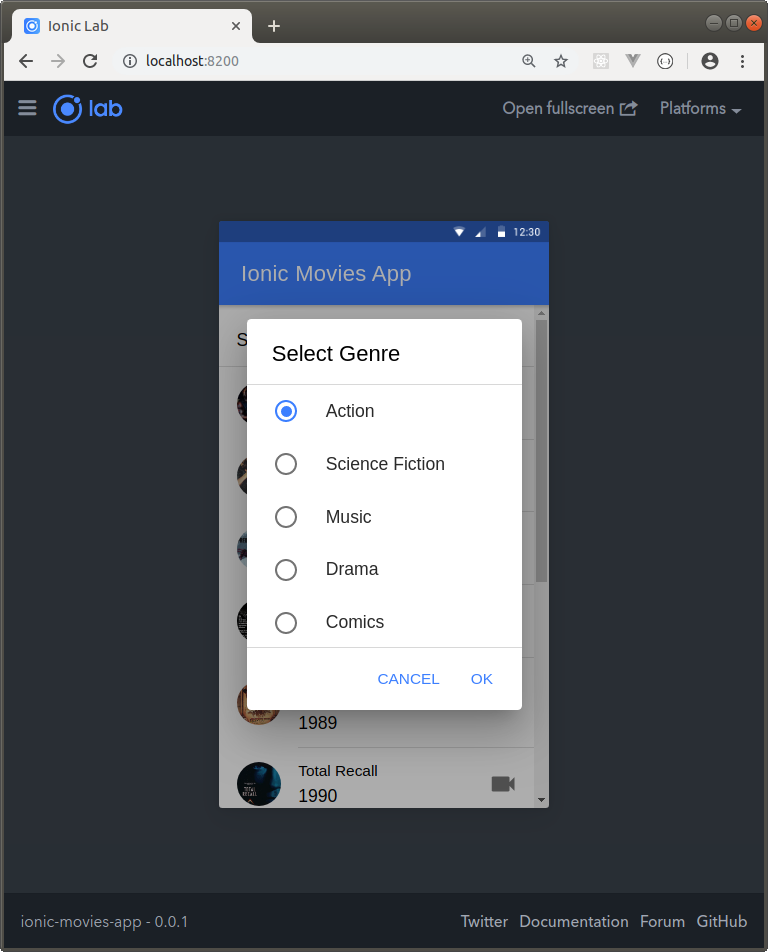 Ionic Lab
localhost:8200
lab
Open fullscreen
Platforms
12:30
Ionic Movies App
S
Select Genre
Action
Science Fiction
Music
Drama
Comics
CANCEL
OK
1989
TOTAL
RECALL
Total Recall
1990
ionic-movies-app - 0.0.1
Twitter Documentation Forum GitHub